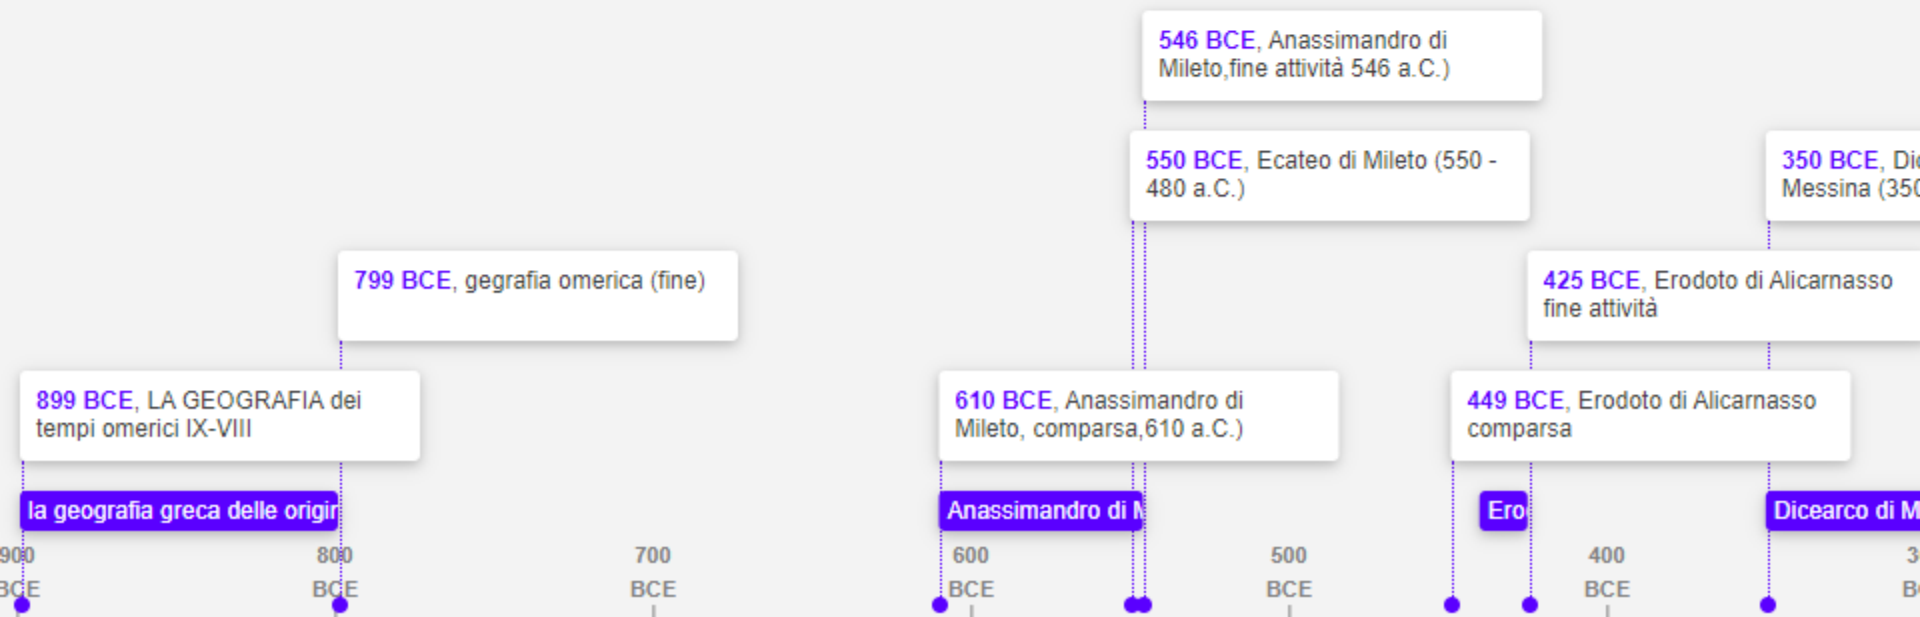 546 BCE, Anassimandro di
Mileto,fine attività 546 a.C.)
550 BCE, Ecateo di Mileto (550 -
480 a.C.)
350 BCE,
Messina
799 BCE, gegrafia omerica (fine)
425 BCE, Erodoto di Alicarnasso
fine attività
899 BCE, LA GEOGRAFIA dei
tempi omerici IX-VIII
610 BCE, Anassimandro di
Mileto, comparsa,610 a.C.)
449 BCE, Erodoto di Alicarnasso
comparsa
la geografia greca delle
Anassimandro di
Dicearco di
900 BCE
800 BCE
700 BCE
600 BCE
500 BCE
400 BCE